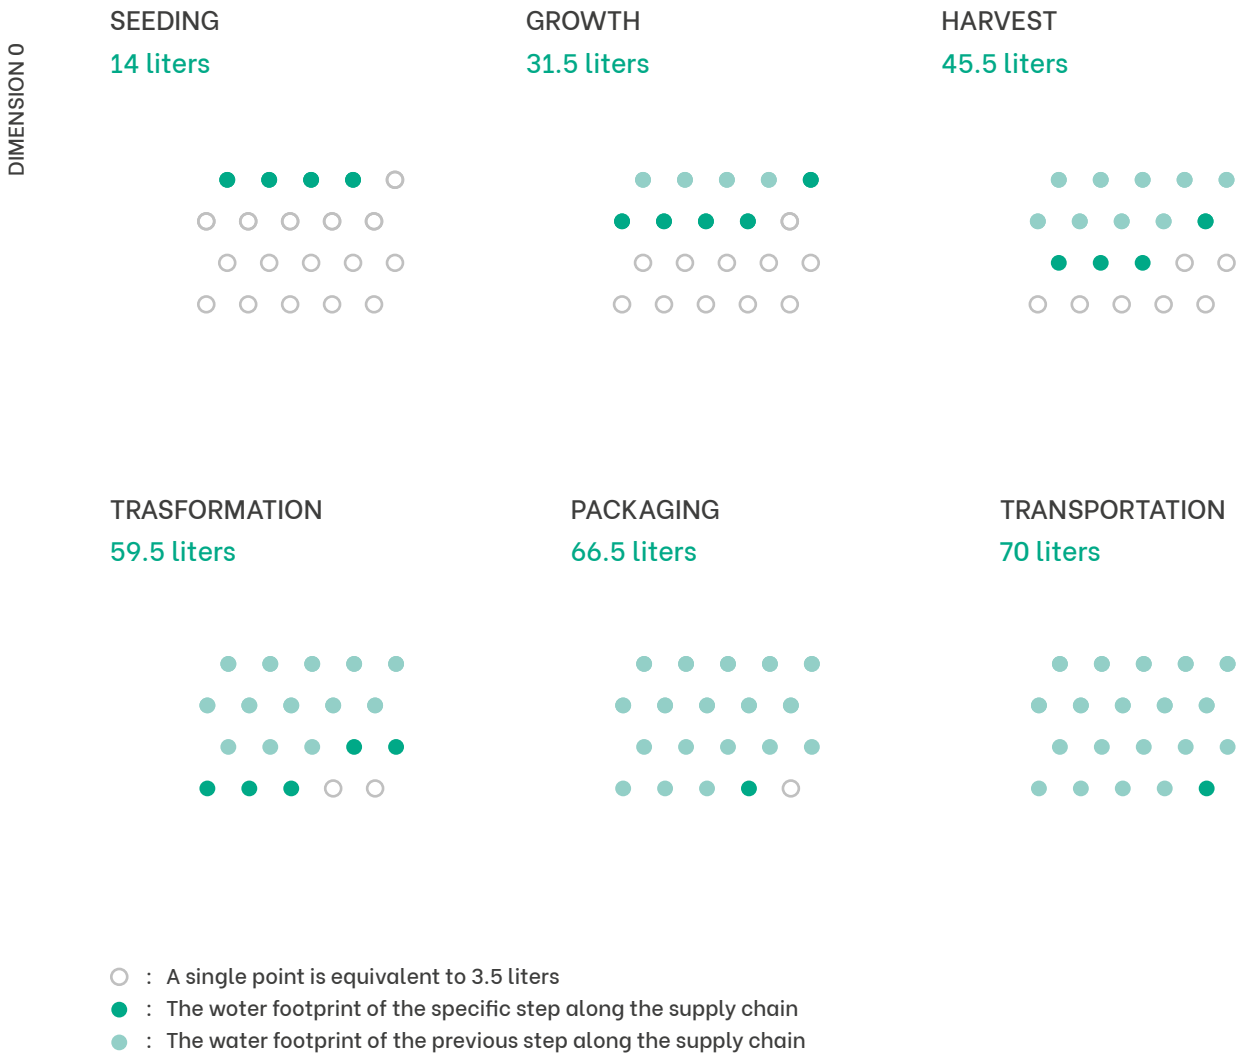 DIMENSION 0
SEEDING
14 liters
GROWTH
31.5 liters
HARVEST
45.5 liters
TRASFORMATION
59.5 liters
PACKAGING
66.5 liters
TRANSPORTATION
70 liters
: A single point is equivalent to 3.5 liters
: The woter footprint of the specific step along the supply chain
: The water footprint of the previous step along the supply chain